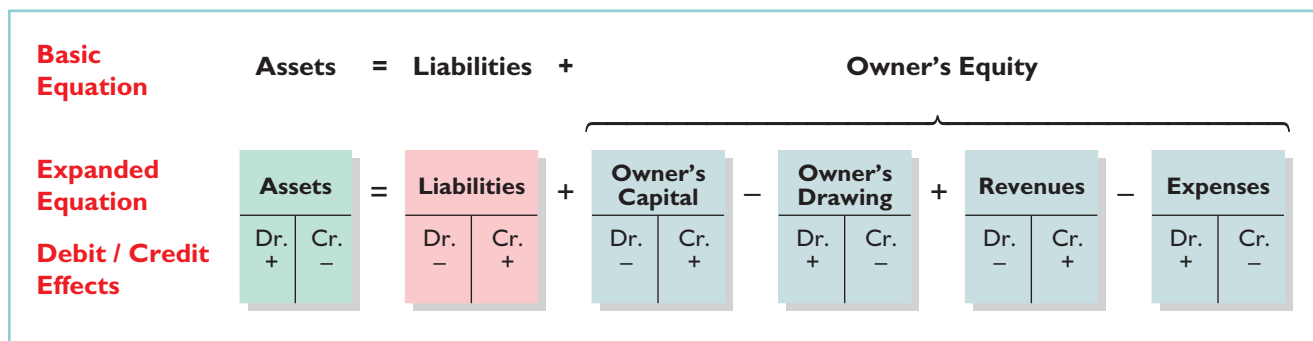 Basic Equation
Assets = Liabilities + Owner's Equity
Expanded Equation
Assets = Liabilities + Owner's Capital – Owner's Drawing + Revenues – Expenses
Debit / Credit Effects
Dr. Cr. Dr. Cr. Dr. Cr. Dr. Cr. Dr. Cr. Dr. Cr.
+ – – + – + + – – + + –